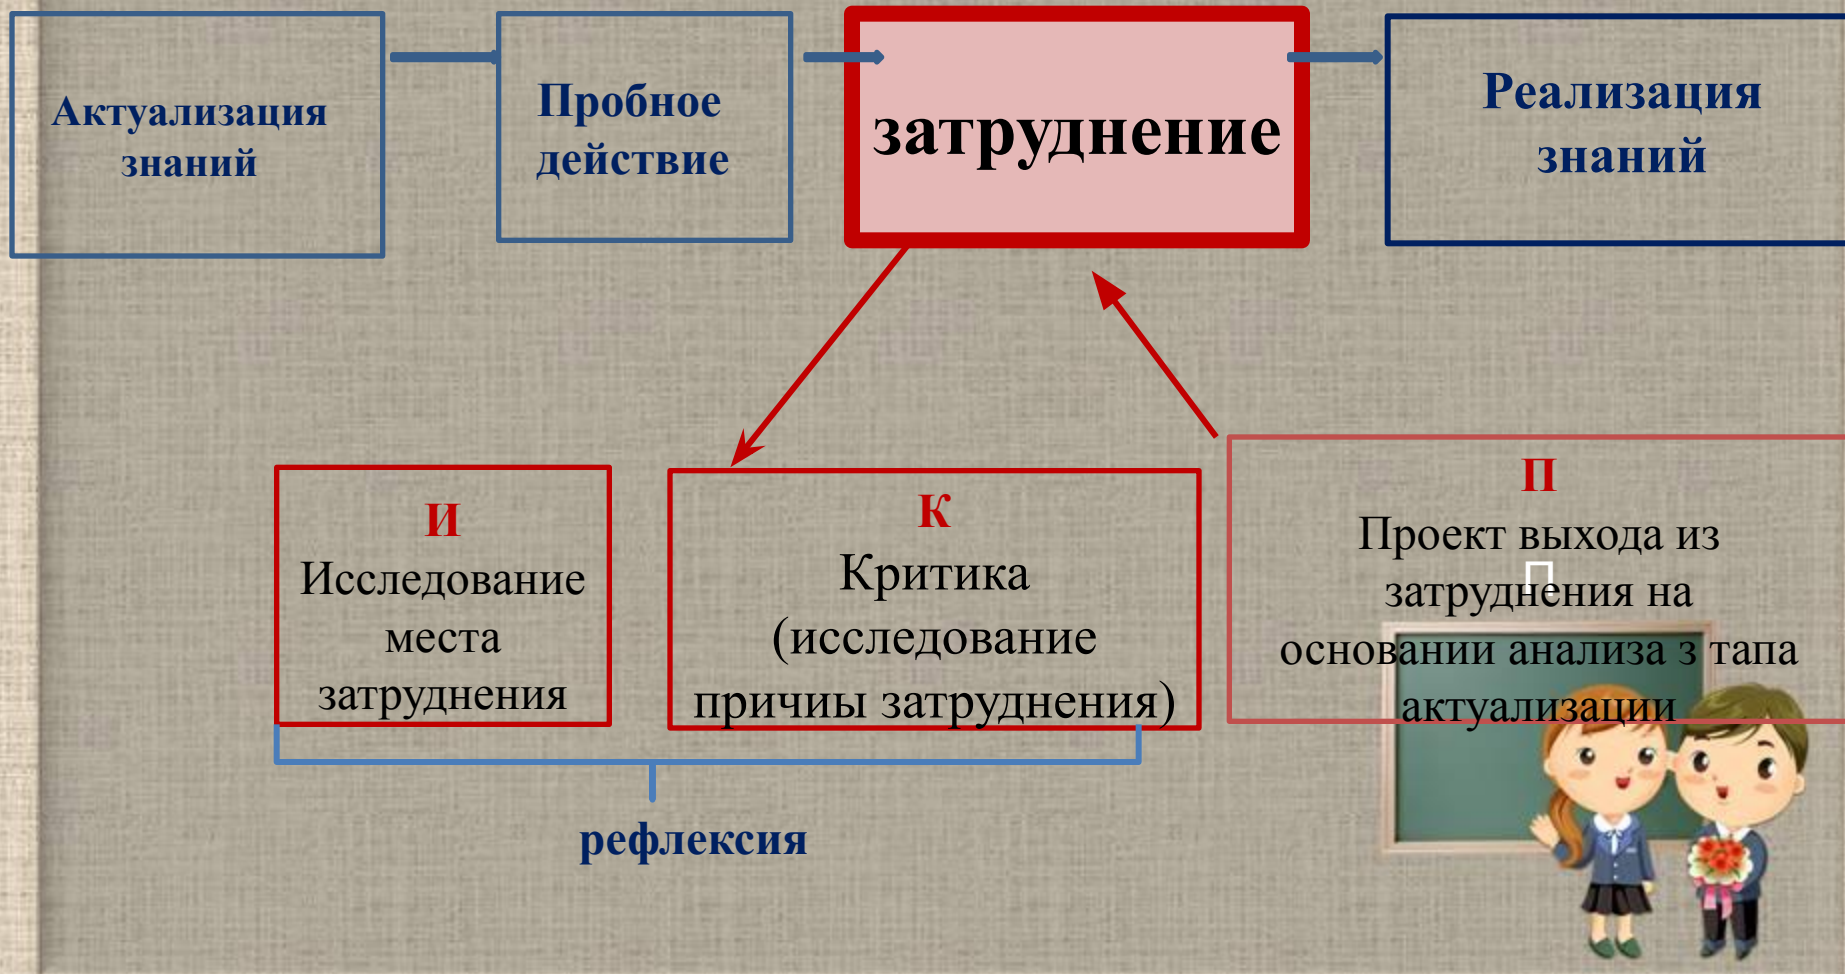 Актуализация
знаний
Пробное
действие
затруднение
Реализация
знаний
И
Исследование
места
затруднения
К
Критика
(исследование
причиы затруднения)
П
Проект выхода из
затруднения на
основании анализа з тапа
актуализации
П
рефлексия